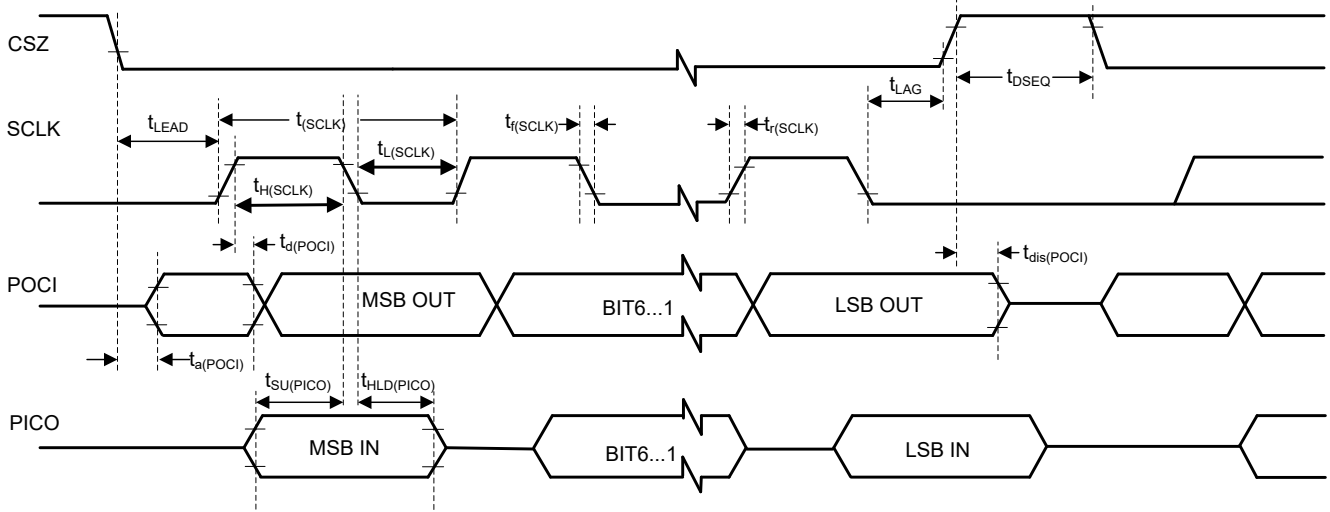 CSZ
tLAG
tDSEQ
SCLK
tLEAD
t(SCLK)
tf(SCLK)
tr(SCLK)
tL(SCLK)
tH(SCLK)
td(POCI)
tdis(POCI)
POCI
MSB OUT
BIT6...1
LSB OUT
ta(POCI)
tSU(PICO)
tHLD(PICO)
PICO
MSB IN
BIT6...1
LSB IN